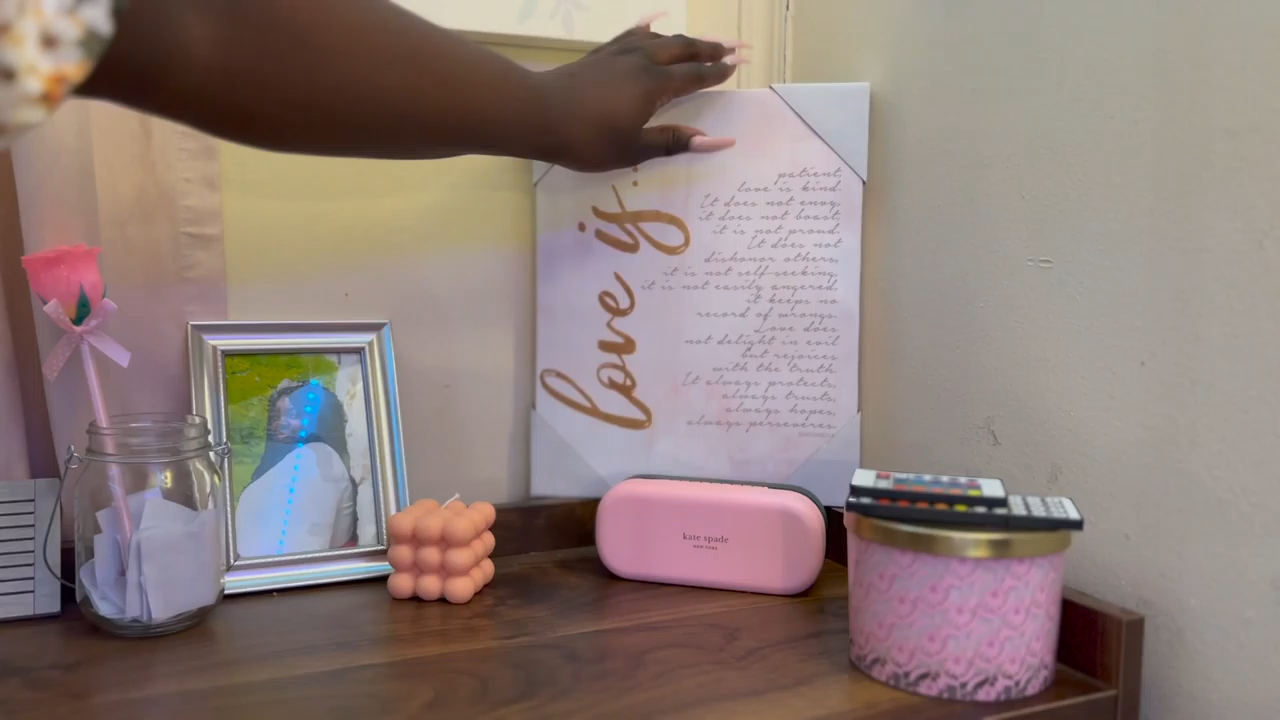 love is...
patient,
love is kind.
It does not envy,
it does not boast,
it is not proud.
It does not
dishonor others,
it is not self-seeking,
it is not easily angered,
it keeps no
record of wrongs.
Love does
not delight in evil
but rejoices
with the truth.
It always protects,
always trusts,
always hopes,
always perseveres.
kate spade
NEW YORK